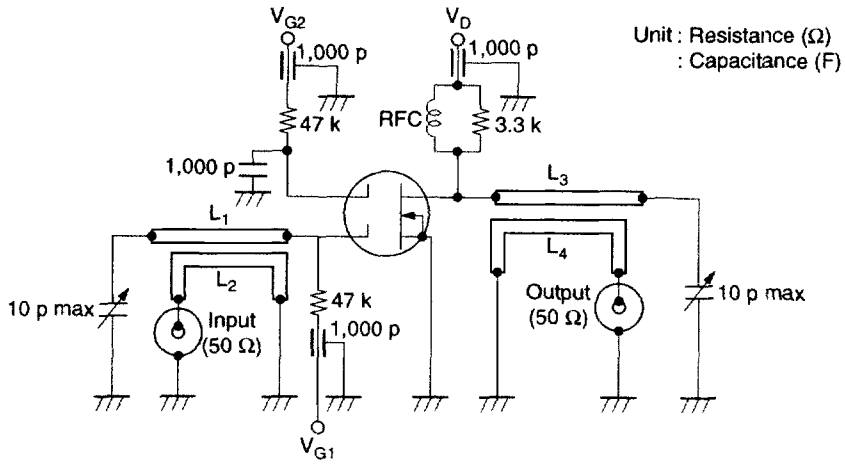 V_G2
V_D
1,000 p
1,000 p
Unit : Resistance (Ω)
: Capacitance (F)
RFC
3.3 k
47 k
1,000 p
L_3
L_1
L_4
L_2
10 p max
Input
(50 Ω)
47 k
1,000 p
Output
(50 Ω)
10 p max
V_G1